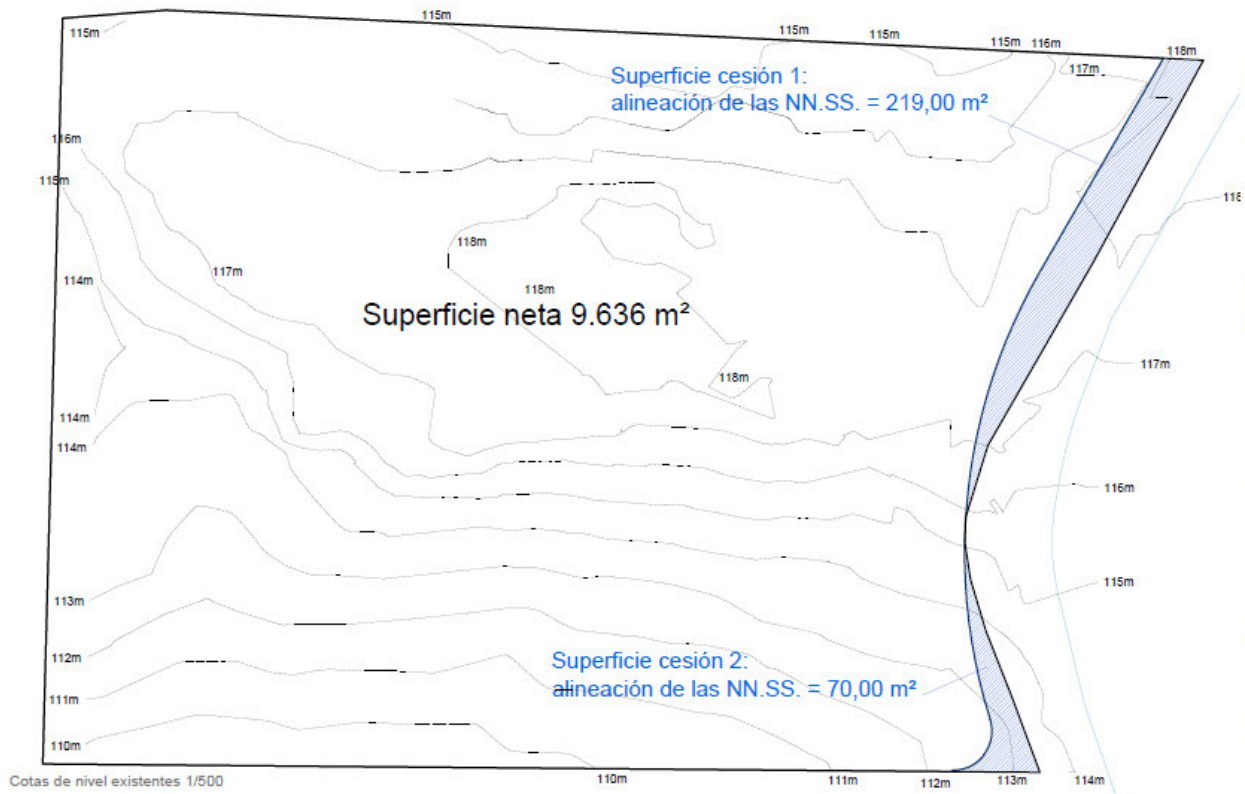 115m
115m
115m
115m
115m
116m
118m
117m
Superficie cesión 1:
alineación de las NN.SS. = 219,00 m²
116m
115m
118m
117m
114m
118m
Superficie neta 9.636 m²
117m
118m
114m
114m
116m
115m
113m
112m
Superficie cesión 2:
alineación de las NN.SS. = 70,00 m²
111m
110m
Cotas de nivel existentes 1/500
110m
111m
112m
113m
114m